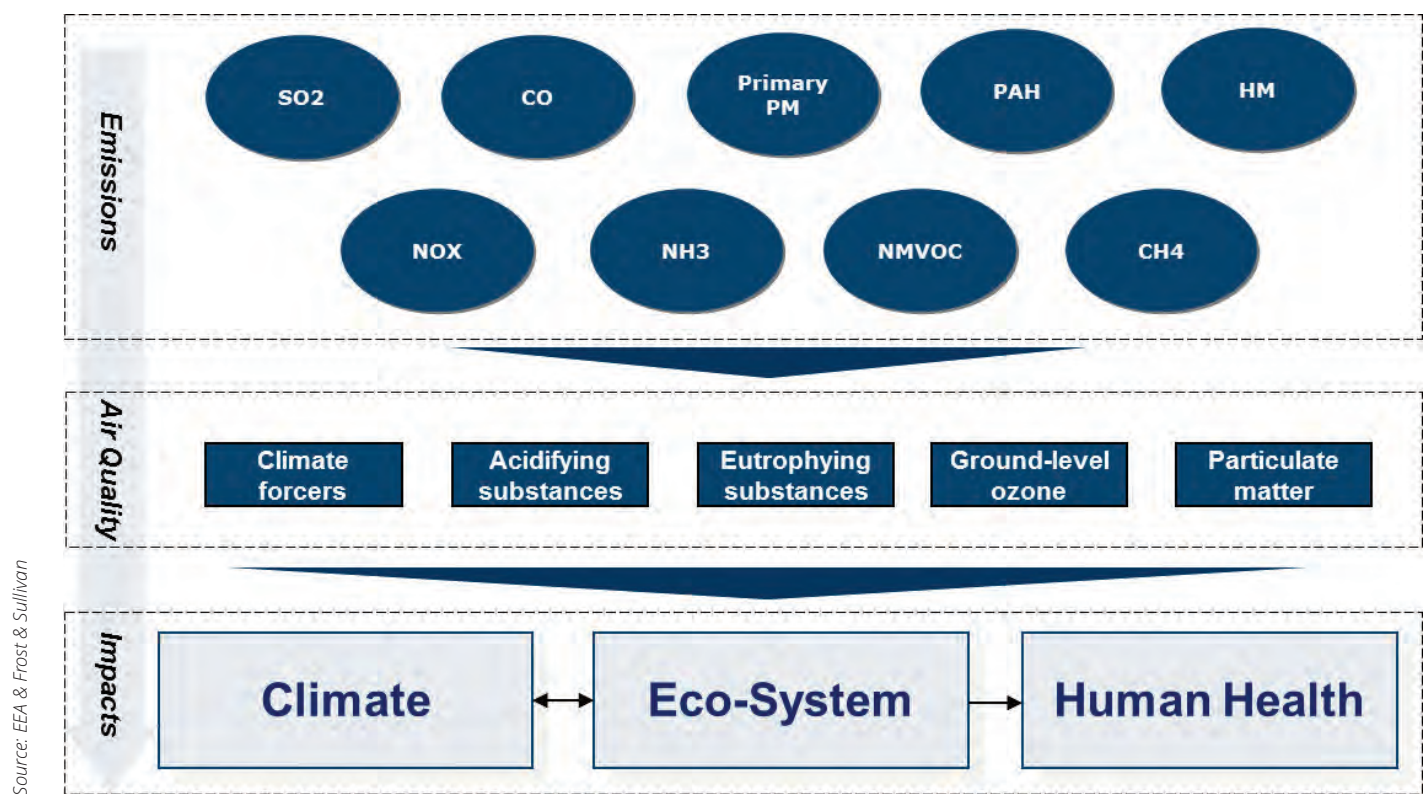 Emissions
SO2
CO
Primary
PM
PAH
HM
NOX
NH3
NMVOC
CH4
Air Quality
Climate
forcers
Acidifying
substances
Eutrophying
substances
Ground-level
ozone
Particulate
matter
Impacts
Climate
Eco-System
Human Health
Source: EEA & Frost & Sullivan